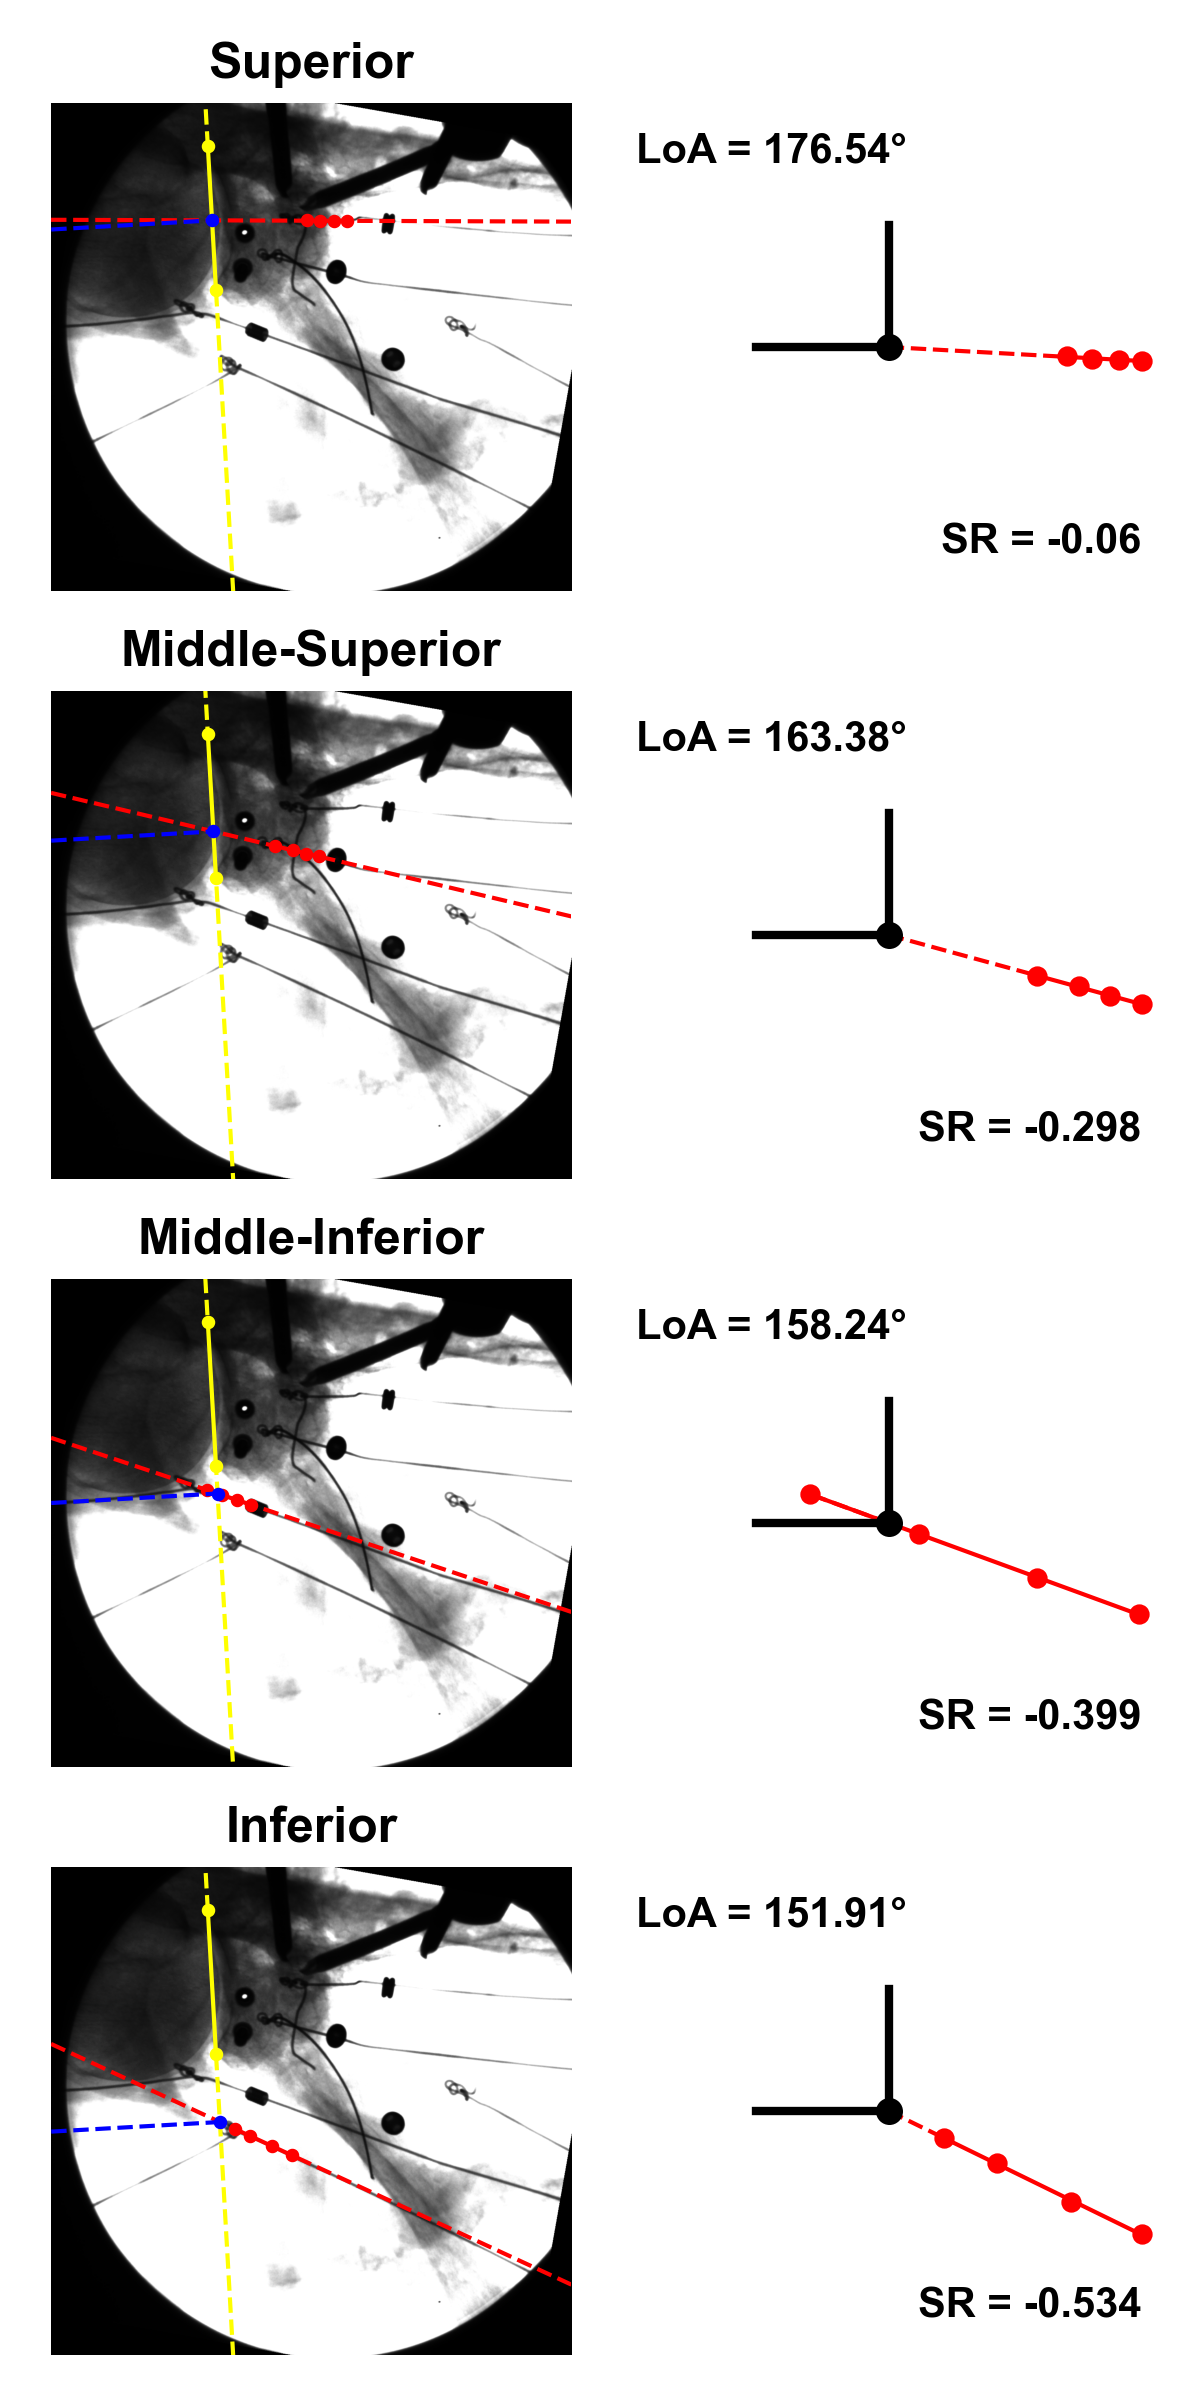 Superior
LoA = 176.54°
SR = -0.06
Middle-Superior
LoA = 163.38°
SR = -0.298
Middle-Inferior
LoA = 158.24°
SR = -0.399
Inferior
LoA = 151.91°
SR = -0.534